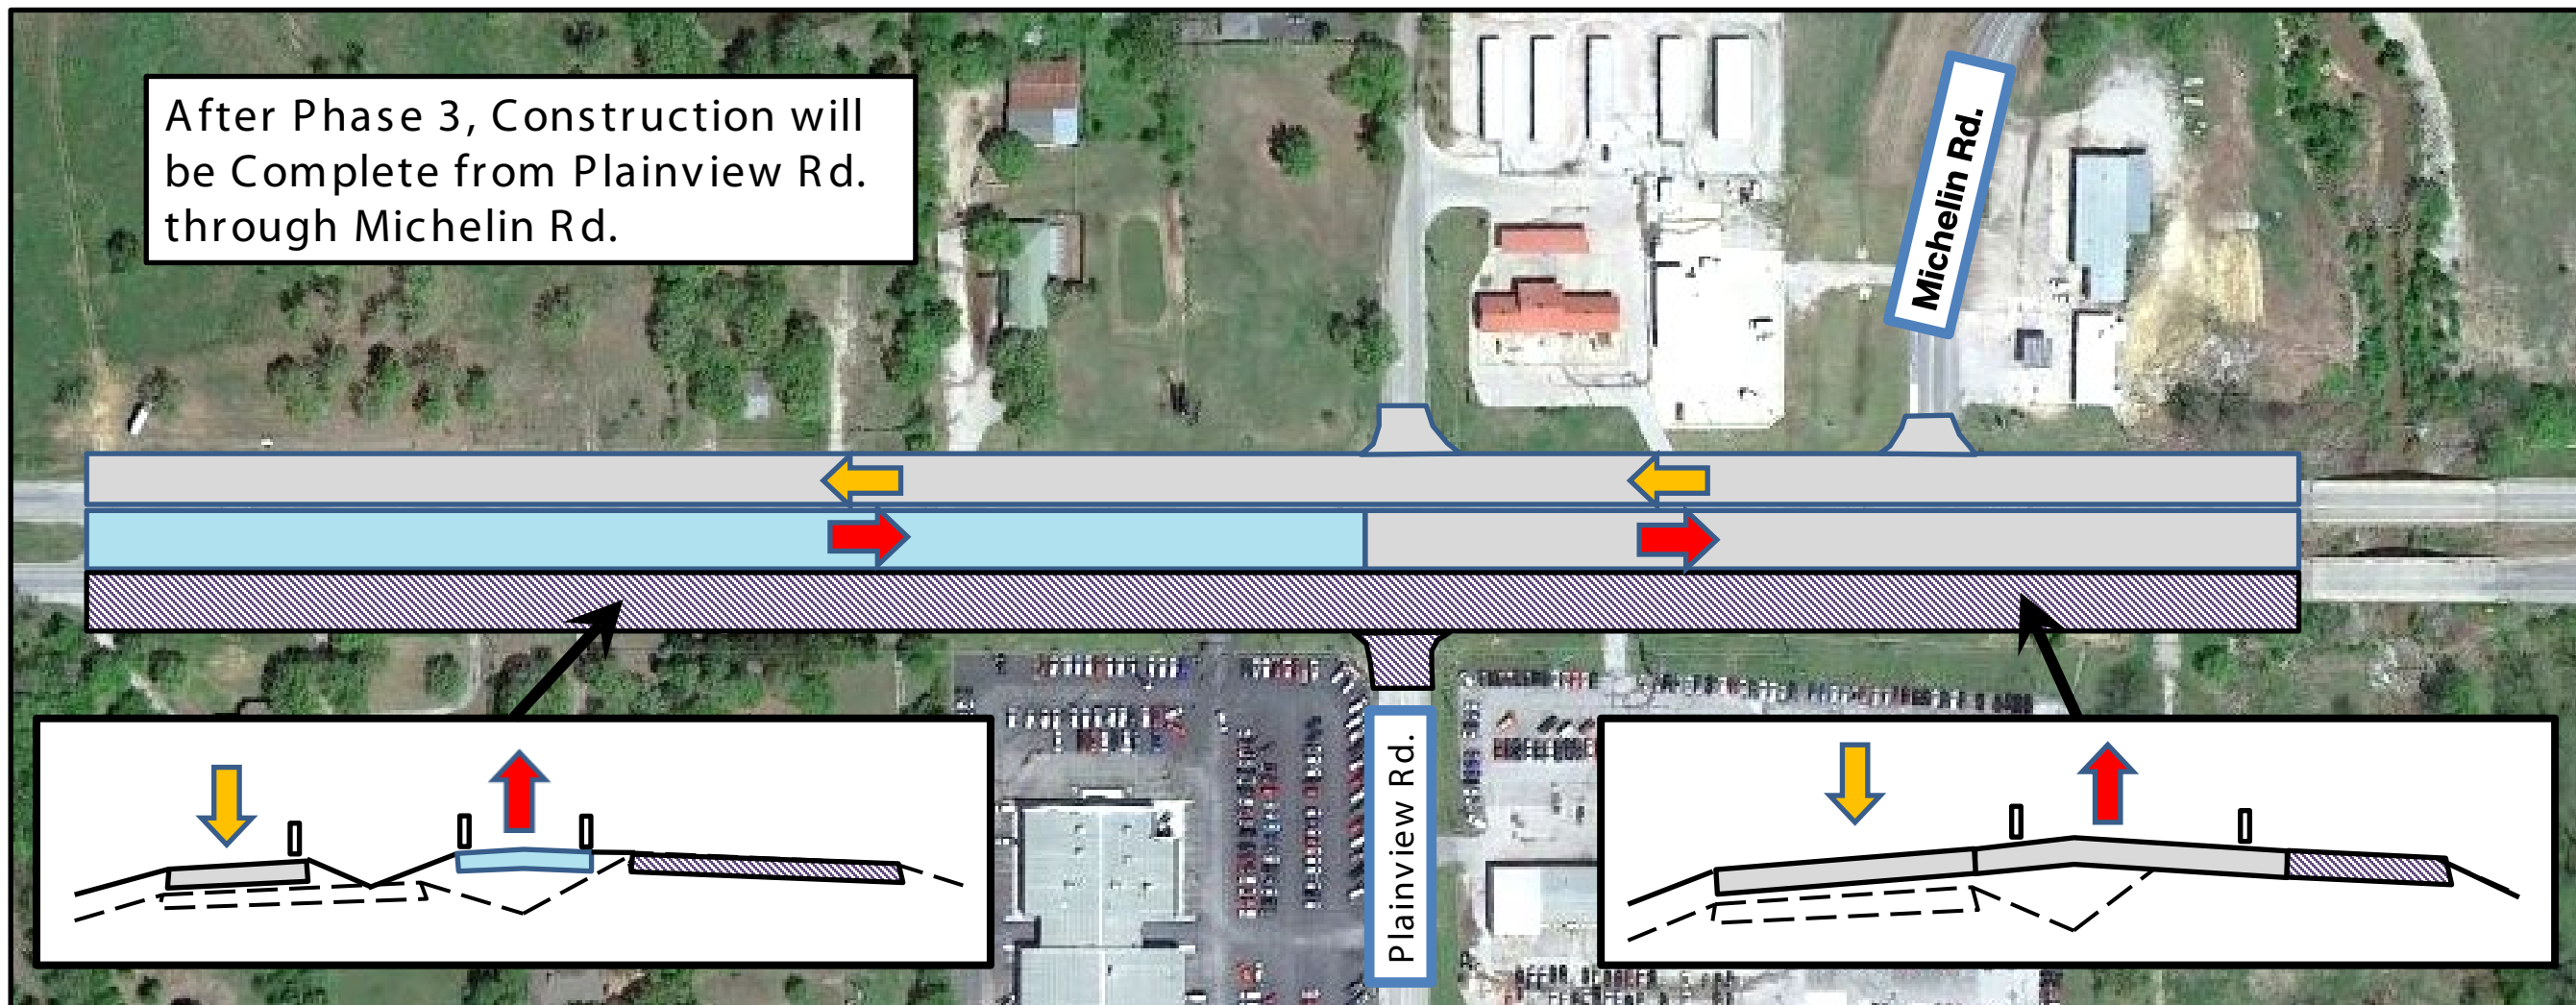 After Phase 3, Construction will
be Complete from Plainview Rd.
through Michelin Rd.
Michelin Rd.
Plainview Rd.